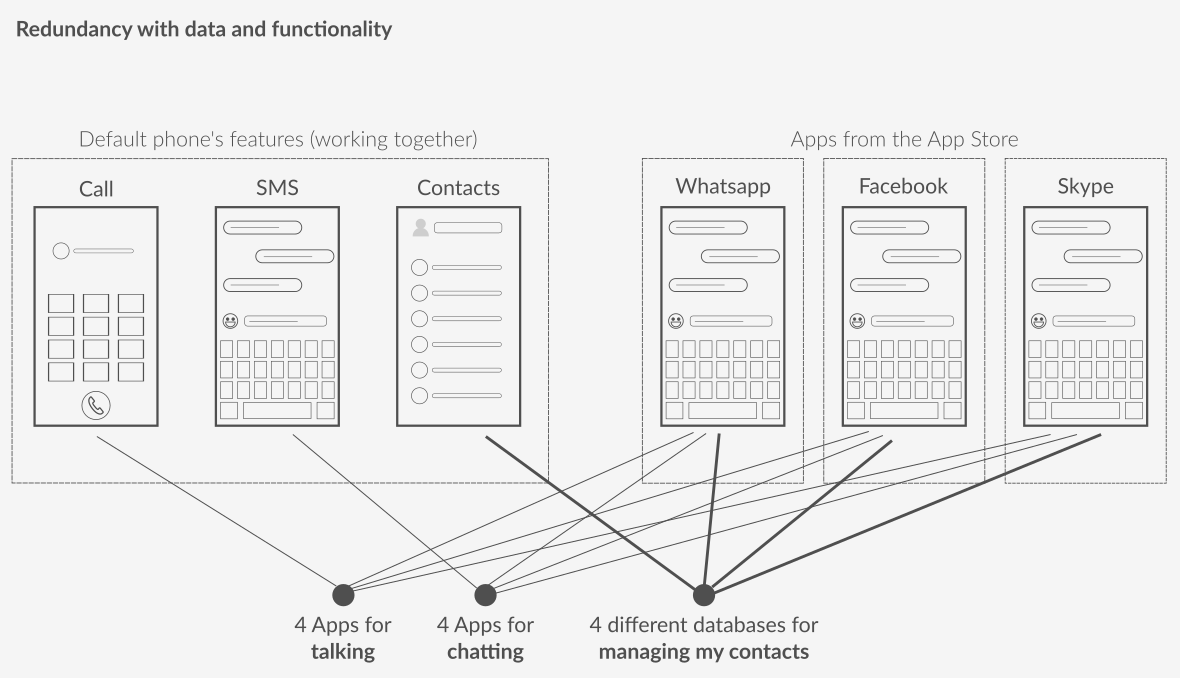 Redundancy with data and functionality
Default phone's features (working together)
Apps from the App Store
Call
SMS
Contacts
Whatsapp
Facebook
Skype
4 Apps for
talking
4 Apps for
chatting
4 different databases for
managing my contacts